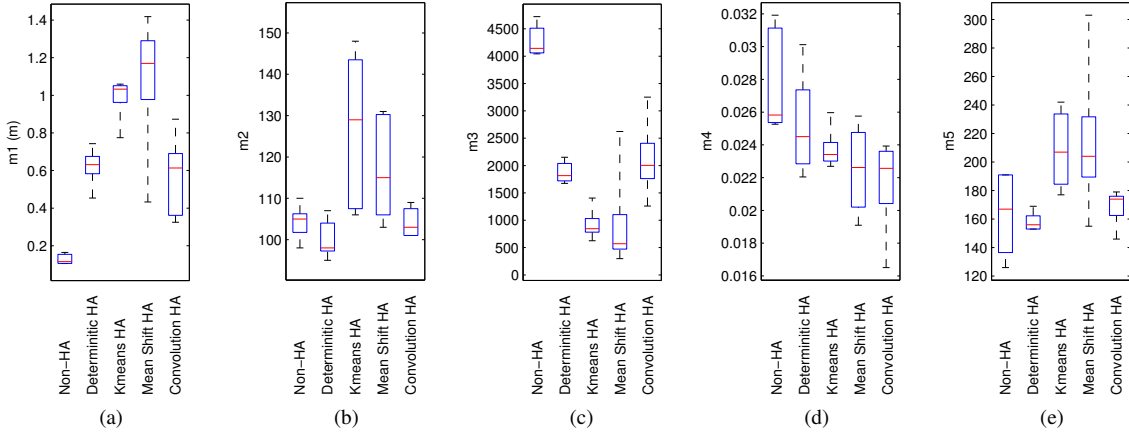 m1 (m)
1.4
1.2
1
0.8
0.6
0.4
0.2
Non−HA
Determinitic HA
Kmeans HA
Mean Shift HA
Convolution HA
(a)
m2
150
140
130
120
110
100
Non−HA
Determinitic HA
Kmeans HA
Mean Shift HA
Convolution HA
(b)
m3
4500
4000
3500
3000
2500
2000
1500
1000
500
0
Non−HA
Determinitic HA
Kmeans HA
Mean Shift HA
Convolution HA
(c)
m4
0.032
0.03
0.028
0.026
0.024
0.022
0.02
0.018
0.016
Non−HA
Determinitic HA
Kmeans HA
Mean Shift HA
Convolution HA
(d)
m5
300
280
260
240
220
200
180
160
140
120
Non−HA
Determinitic HA
Kmeans HA
Mean Shift HA
Convolution HA
(e)